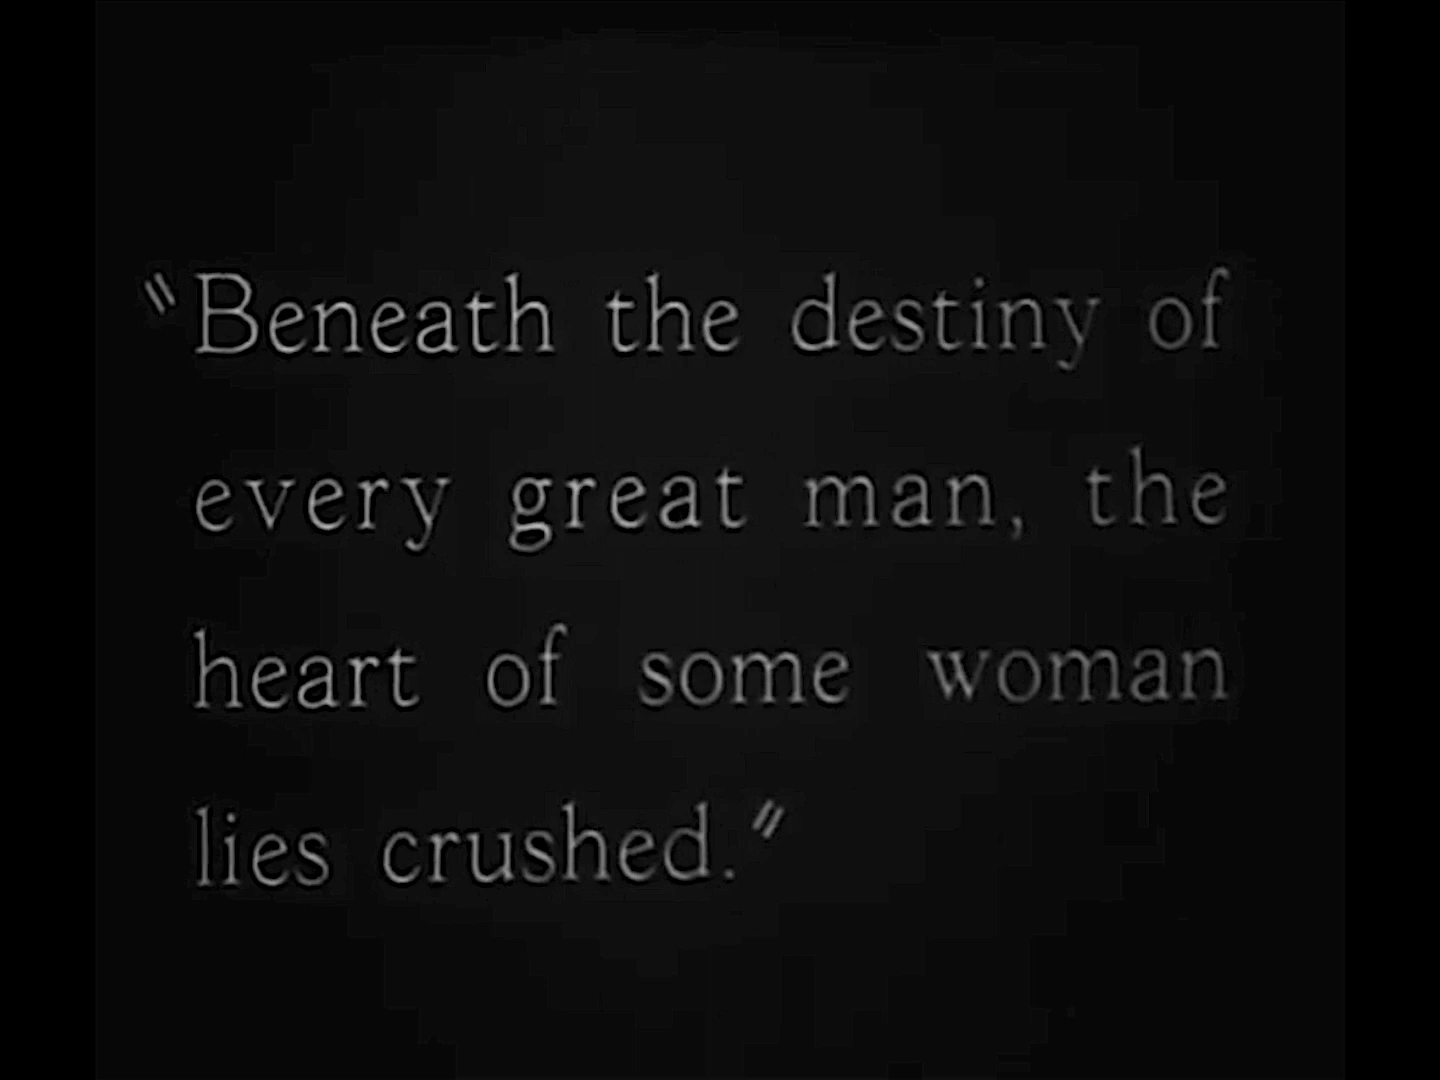 "Beneath the destiny of
every great man, the
heart of some woman
lies crushed."